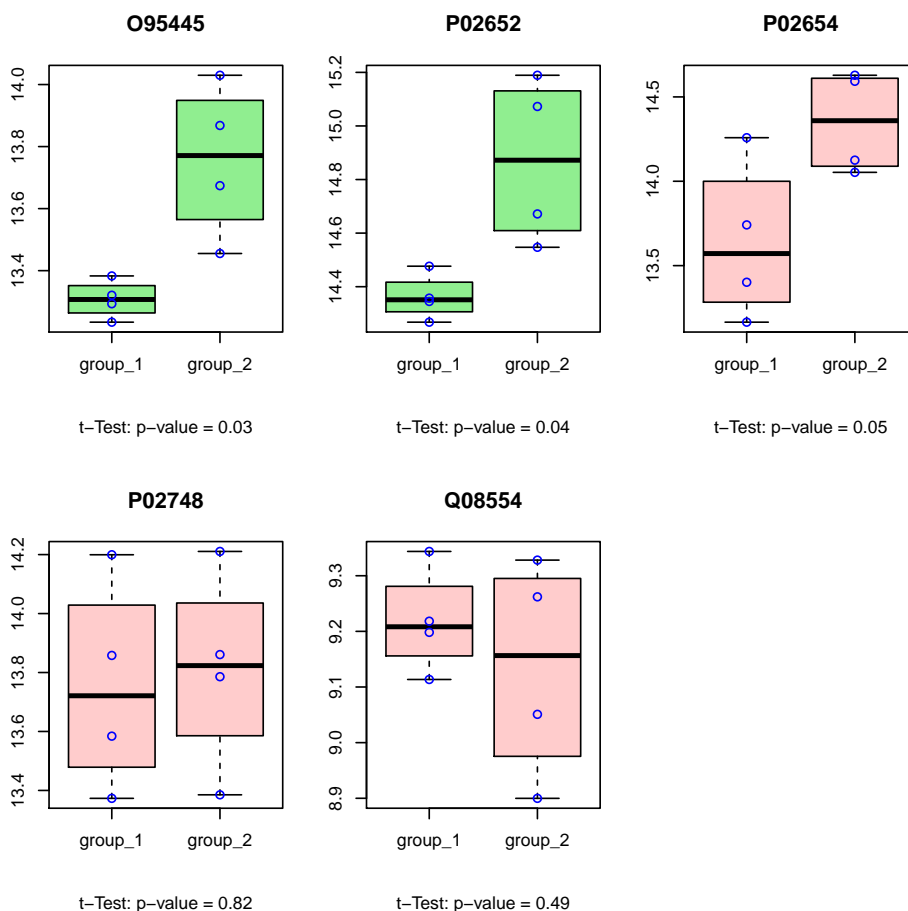 O95445
P02652
P02654
14.0
13.8
13.6
13.4
group_1 group_2
t−Test: p−value = 0.03
15.2
15.0
14.8
14.6
14.4
group_1 group_2
t−Test: p−value = 0.04
14.5
14.0
13.5
group_1 group_2
t−Test: p−value = 0.05
P02748
Q08554
14.2
14.0
13.8
13.6
13.4
group_1 group_2
t−Test: p−value = 0.82
9.3
9.2
9.1
9.0
8.9
group_1 group_2
t−Test: p−value = 0.49